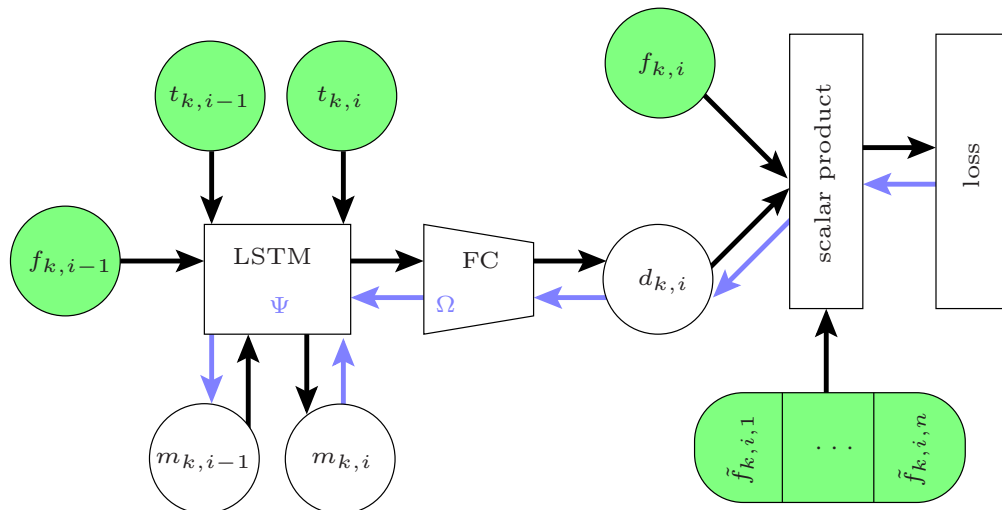 t_{k,i−1}
t_{k,i}
f_{k,i}
f_{k,i−1}
LSTM
Ψ
FC
Ω
d_{k,i}
scalar product
loss
m_{k,i−1}
m_{k,i}
f̃_{k,i,1}
···
f̃_{k,i,n}